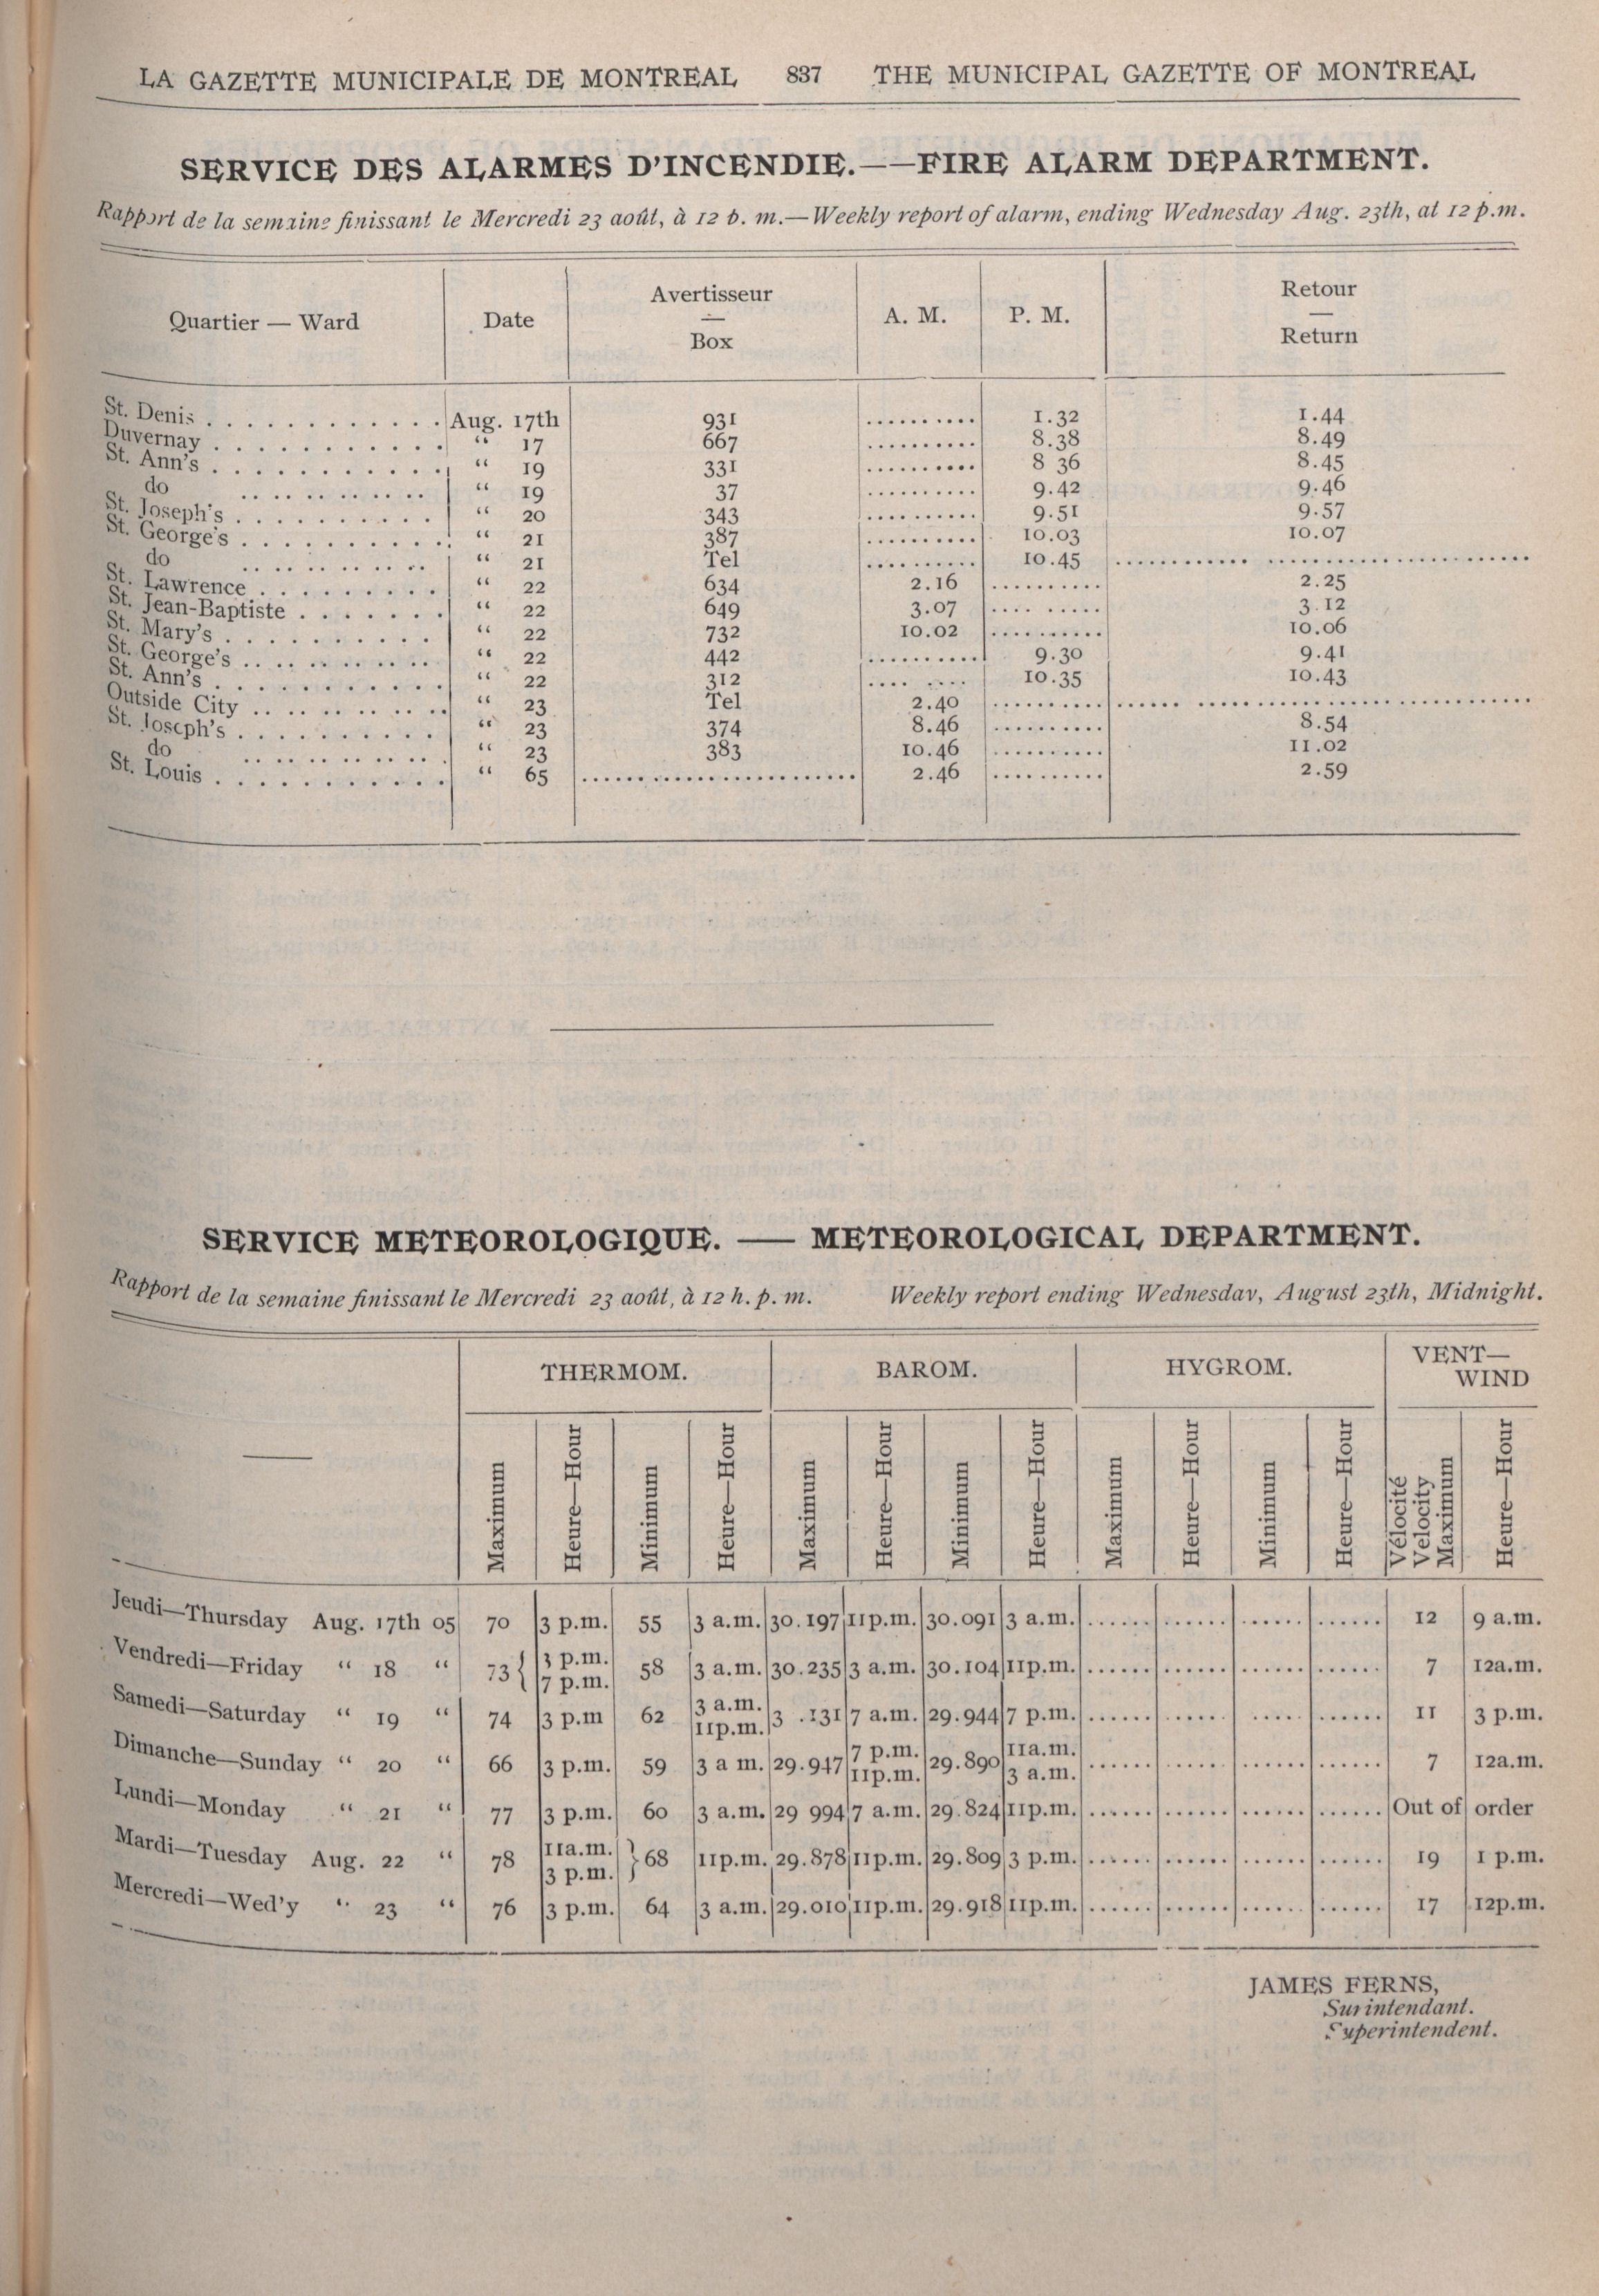 LA GAZETTE MUNICIPALE DE MONTREAL 837 THE MUNICIPAL GAZETTE OF MONTREAL
SERVICE DES ALARMES D'INCENDIE.——FIRE ALARM DEPARTMENT.
Rapport de la semaine finissant le Mercredi 23 août, à 12 p. m.—Weekly report of alarm, ending Wednesday Aug. 23th, at 12 p.m.
Quartier — Ward Date Avertisseur — Box A. M. P. M. Retour — Return
St. Denis ............ Aug. 17th 931 .......... 1.32 1.44
Duvernay ............ “ 17 667 .......... 8.38 8.49
St. Ann's ............ “ 19 331 .......... 8 36 8.45
do ............ “ 19 37 .......... 9.42 9.46
St. Joseph's .......... “ 20 343 .......... 9.51 9.57
St. George's .......... “ 21 387 .......... 10.03 10.07
do ............ “ 21 Tel .......... 10.45 ..............................
St. Lawrence .......... “ 22 634 2.16 .......... 2.25
St. Jean-Baptiste ....... “ 22 649 3.07 .......... 3.12
St. Mary's .......... “ 22 732 10.02 .......... 10.06
St. George's .......... “ 22 442 .......... 9.30 9.41
St. Ann's ............ “ 22 312 .......... 10.35 10.43
Outside City .......... “ 23 Tel 2.40 .......... ..............................
St. Joseph's .......... “ 23 374 8.46 .......... 8.54
do ............ “ 23 383 10.46 .......... 11.02
St. Louis ............ “ 65 .................... 2.46 .......... 2.59
SERVICE METEOROLOGIQUE. —— METEOROLOGICAL DEPARTMENT.
Rapport de la semaine finissant le Mercredi 23 août, à 12 h. p. m. Weekly report ending Wednesday, August 23th, Midnight.
THERMOM. BAROM. HYGROM. VENT—WIND
Maximum Heure—Hour Minimum Heure—Hour Maximum Heure—Hour Minimum Heure—Hour Maximum Heure—Hour Minimum Heure—Hour Vélocité Velocity Maximum Heure—Hour
Jeudi—Thursday Aug. 17th 05 70 3 p.m. 55 3 a.m. 30.197 11p.m. 30.091 3 a.m. ...... ...... ...... ...... 12 9 a.m.
Vendredi—Friday “ 18 “ 73 { 3 p.m. 7 p.m. 58 3 a.m. 30.235 3 a.m. 30.104 11p.m. ...... ...... ...... ...... 7 12a.m.
Samedi—Saturday “ 19 “ 74 3 p.m 62 3 a.m. 11p.m. 3 .131 7 a.m. 29.944 7 p.m. ...... ...... ...... ...... 11 3 p.m.
Dimanche—Sunday “ 20 “ 66 3 p.m. 59 3 a m. 29.947 7 p.m. 11p.m. 29.890 11a.m. 3 a.m. ...... ...... ...... ...... 7 12a.m.
Lundi—Monday “ 21 “ 77 3 p.m. 60 3 a.m. 29 994 7 a.m. 29.824 11p.m. ...... ...... ...... ...... Out of order
Mardi—Tuesday Aug. 22 “ 78 11a.m. 3 p.m. } 68 11p.m. 29.878 11p.m. 29.809 3 p.m. ...... ...... ...... ...... 19 1 p.m.
Mercredi—Wed'y “ 23 “ 76 3 p.m. 64 3 a.m. 29.010 11p.m. 29.918 11p.m. ...... ...... ...... ...... 17 12p.m.
JAMES FERNS,
Surintendant.
Superintendent.